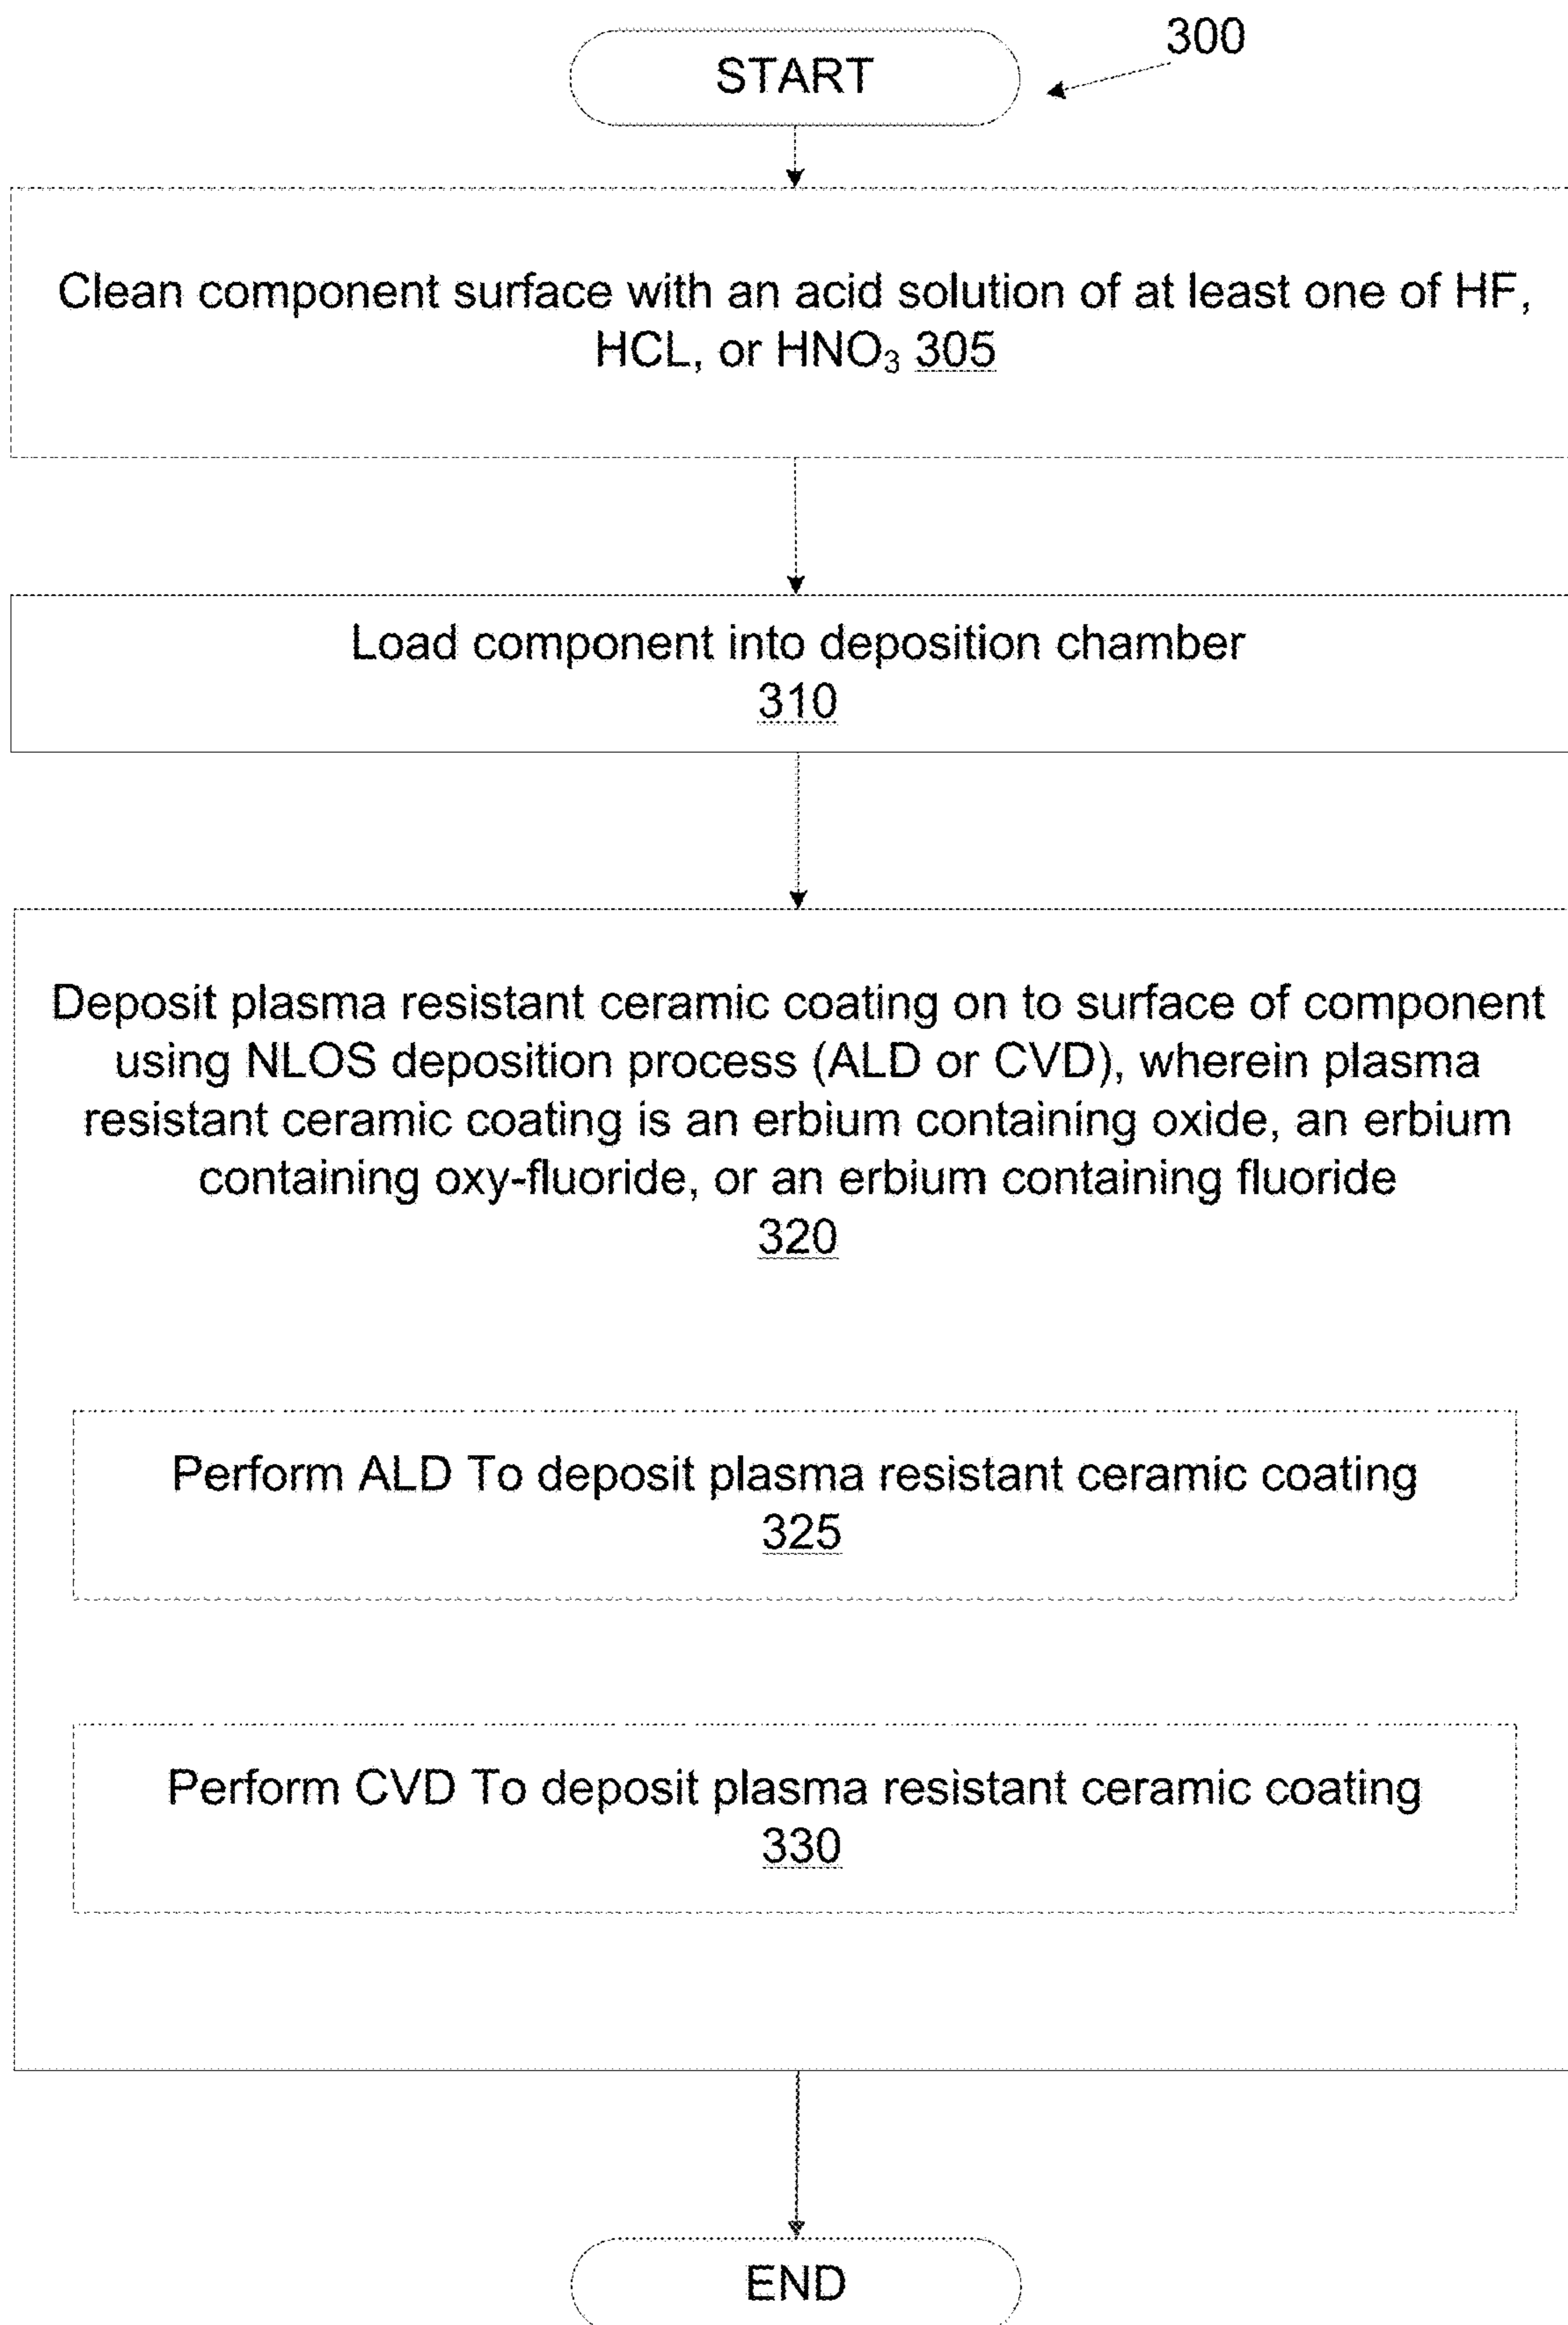 300
START
Clean component surface with an acid solution of at least one of HF,
HCL, or HNO₃ 305
Load component into deposition chamber
310
Deposit plasma resistant ceramic coating on to surface of component
using NLOS deposition process (ALD or CVD), wherein plasma
resistant ceramic coating is an erbium containing oxide, an erbium
containing oxy-fluoride, or an erbium containing fluoride
320
Perform ALD To deposit plasma resistant ceramic coating
325
Perform CVD To deposit plasma resistant ceramic coating
330
END